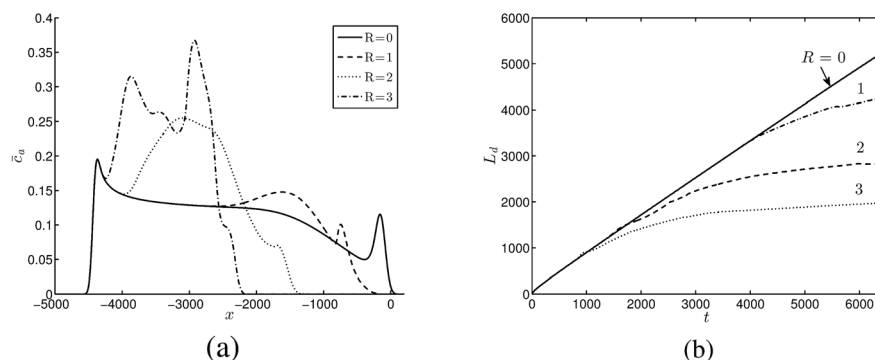 0.4
0.35
0.3
0.25
0.2
0.15
0.1
0.05
0
c̄ₐ
−5000 −4000 −3000 −2000 −1000 0
x
R=0
R=1
R=2
R=3
(a)
6000
5000
4000
3000
2000
1000
0
L_d
0 1000 2000 3000 4000 5000 6000
t
R = 0
1
2
3
(b)